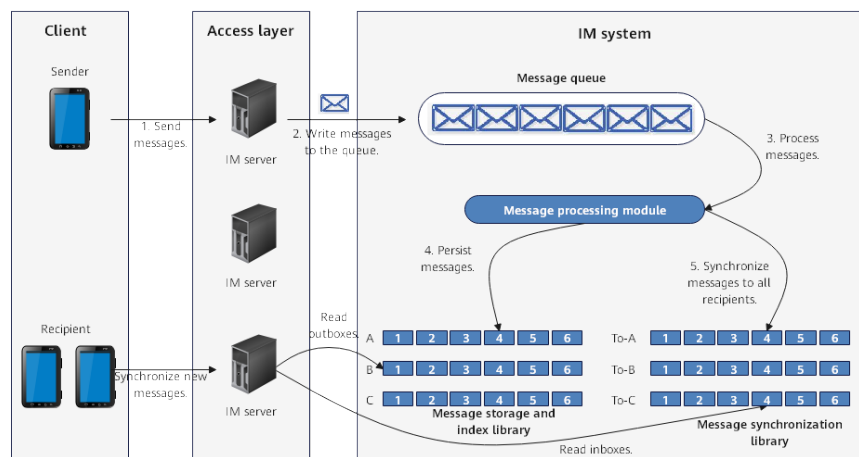 Client
Access layer
IM system
Sender
Message queue
1. Send
messages.
2. Write messages
to the queue.
IM server
3. Process
messages.
Message processing module
4. Persist
messages.
5. Synchronize
messages to all
recipients.
IM server
Recipient
Read
outboxes.
A 1 2 3 4 5 6
To-A 1 2 3 4 5 6
B 1 2 3 4 5 6
To-B 1 2 3 4 5 6
Synchronize new
messages.
C 1 2 3 4 5 6
To-C 1 2 3 4 5 6
IM server
Message storage and
index library
Message synchronization
library
Read inboxes.